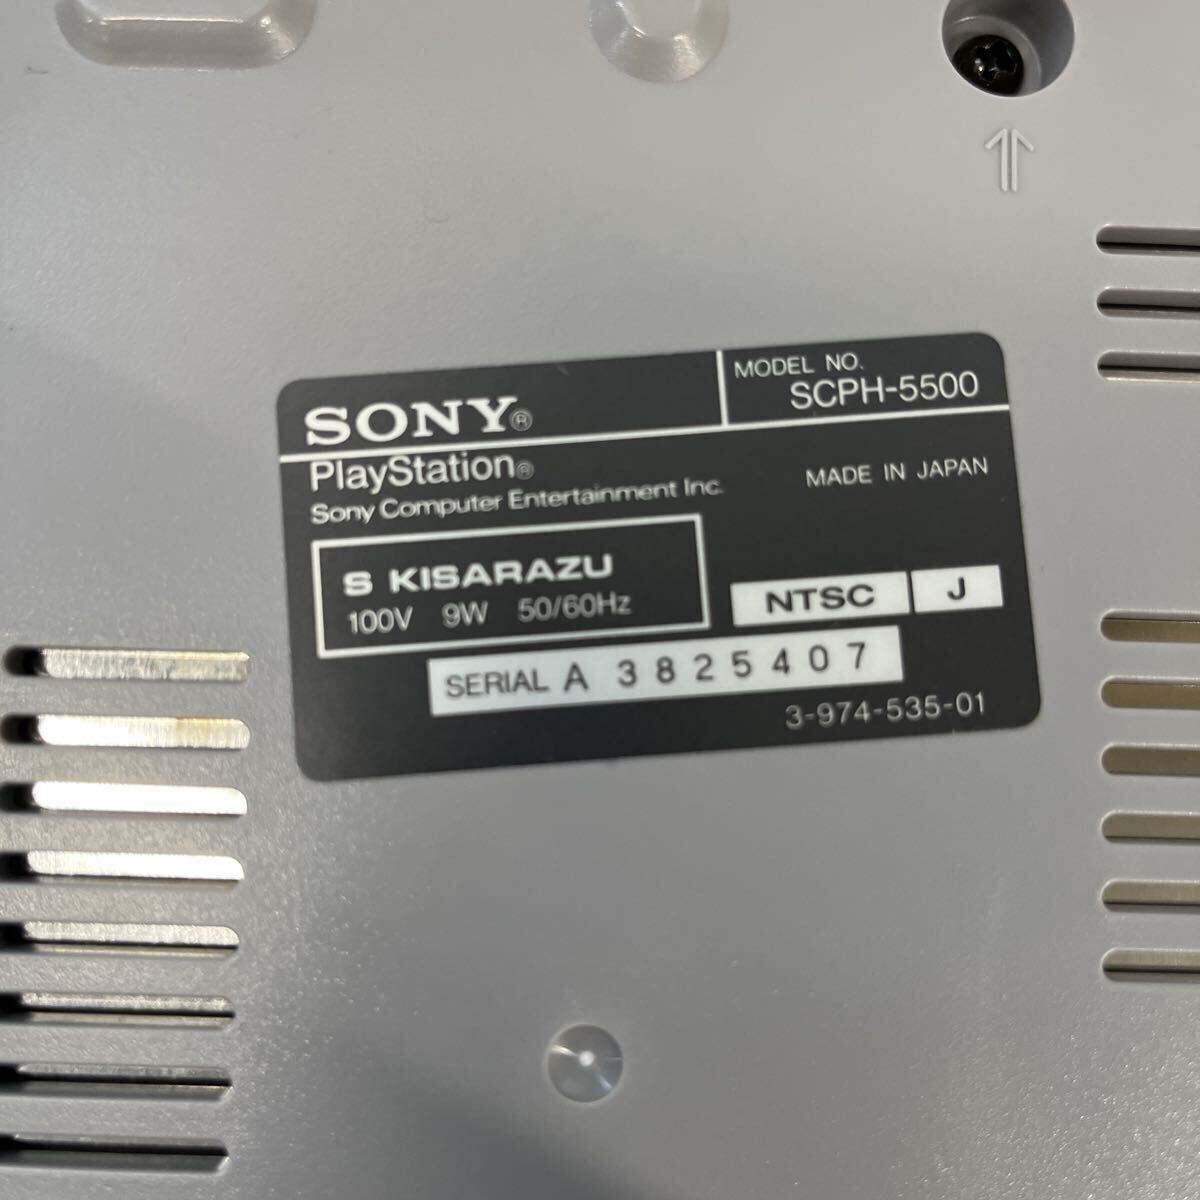 SONY®
MODEL NO.
SCPH-5500
PlayStation®
Sony Computer Entertainment Inc.
MADE IN JAPAN
S KISARAZU
100V 9W 50/60Hz
NTSC J
SERIAL A 3825407
3-974-535-01